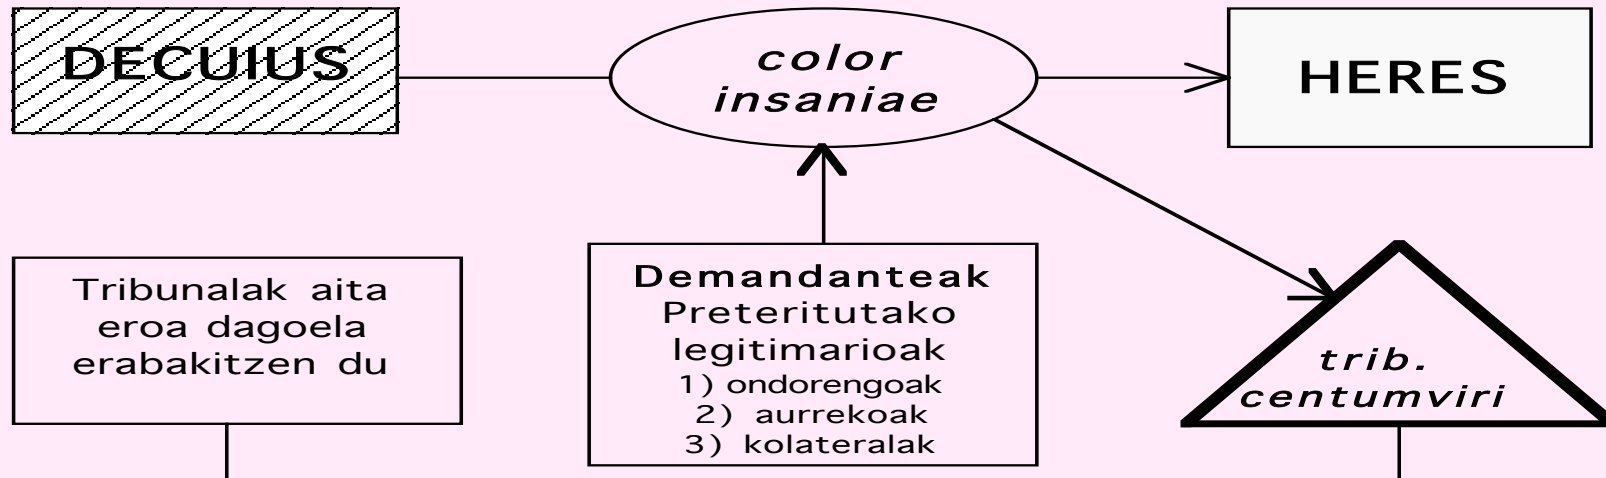 DECUIUS
color
insaniae
HERES
Tribunalak aita
eroa dagoela
erabakitzen du
Demandanteak
Preteritutako
legitimarioak
1) ondorengoak
2) aurrekoak
3) kolateralak
trib.
centumviri